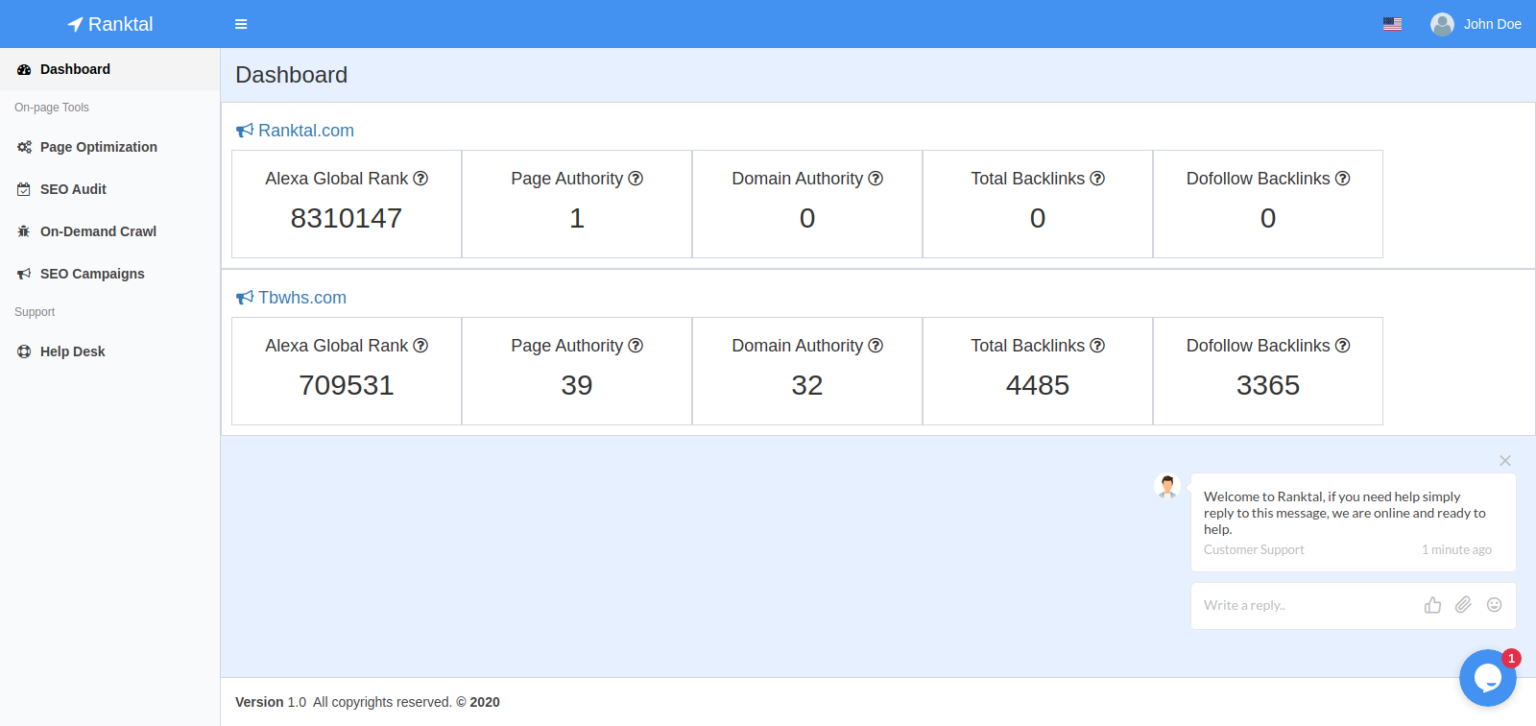 Ranktal
John Doe
Dashboard
On-page Tools
Page Optimization
SEO Audit
On-Demand Crawl
SEO Campaigns
Support
Help Desk
Dashboard
Ranktal.com
Alexa Global Rank
8310147
Page Authority
1
Domain Authority
0
Total Backlinks
0
Dofollow Backlinks
0
Tbwhs.com
Alexa Global Rank
709531
Page Authority
39
Domain Authority
32
Total Backlinks
4485
Dofollow Backlinks
3365
Welcome to Ranktal, if you need help simply
reply to this message, we are online and ready to
help.
Customer Support 1 minute ago
Write a reply..
1
Version 1.0 All copyrights reserved. © 2020